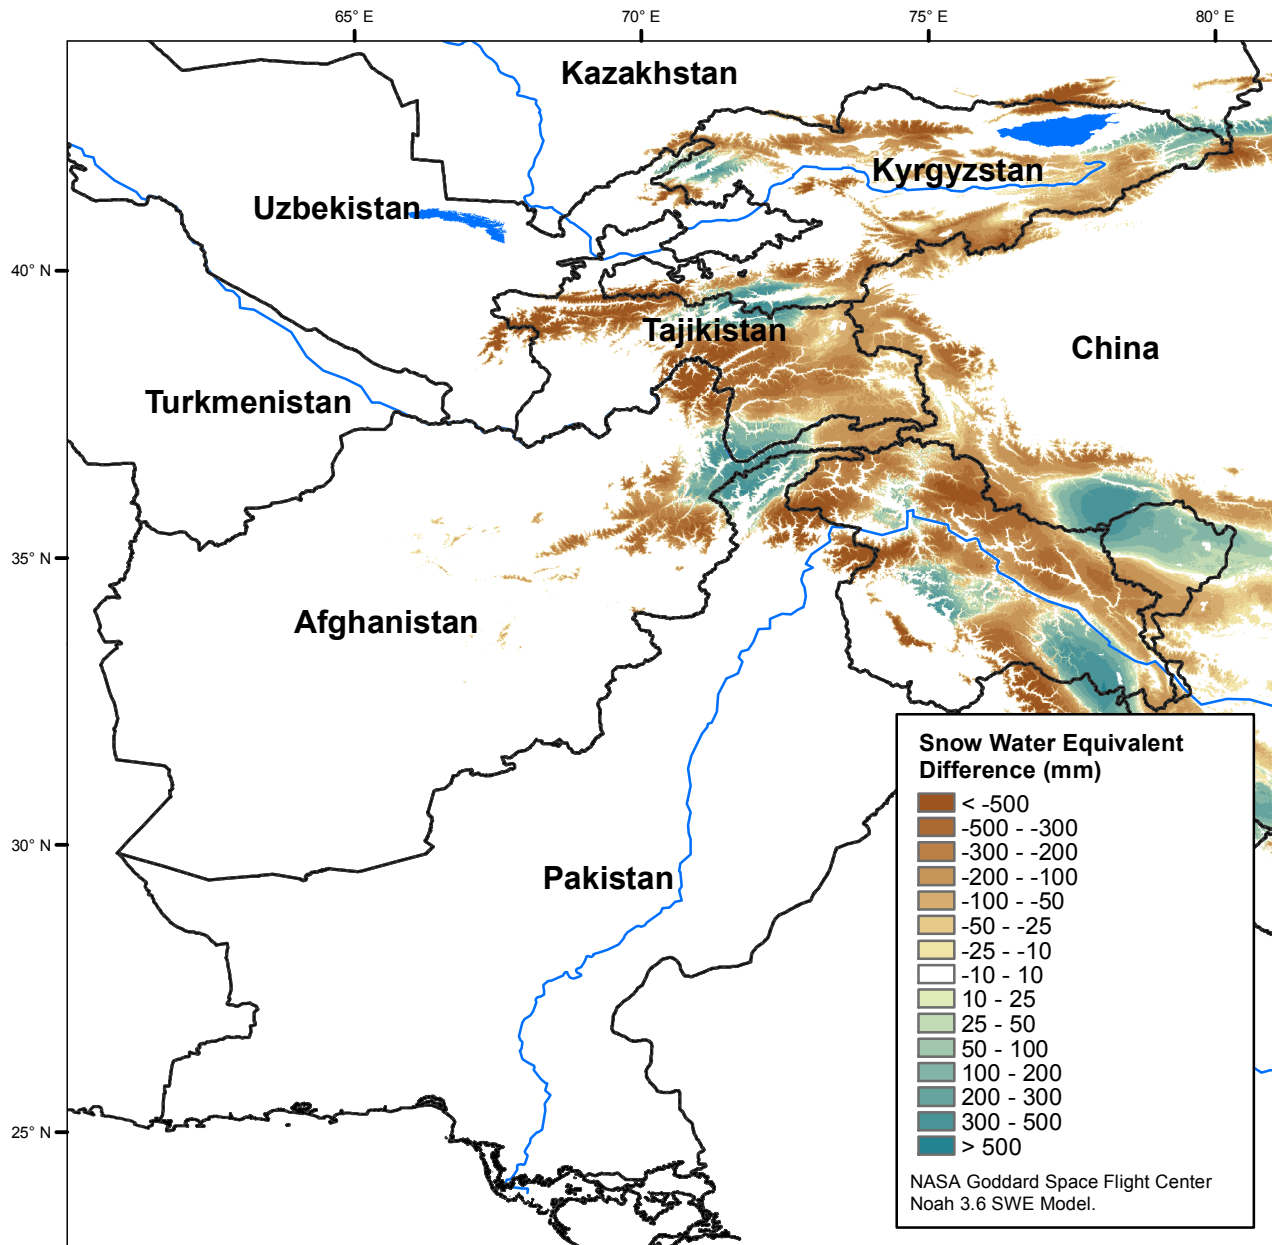 65° E
70° E
75° E
80° E
Kazakhstan
Kyrgyzstan
Uzbekistan
40° N
Tajikistan
China
Turkmenistan
35° N
Afghanistan
Snow Water Equivalent
Difference (mm)
< -500
-500 - -300
-300 - -200
-200 - -100
-100 - -50
-50 - -25
-25 - -10
-10 - 10
10 - 25
25 - 50
50 - 100
100 - 200
200 - 300
300 - 500
> 500
NASA Goddard Space Flight Center
Noah 3.6 SWE Model.
30° N
Pakistan
25° N